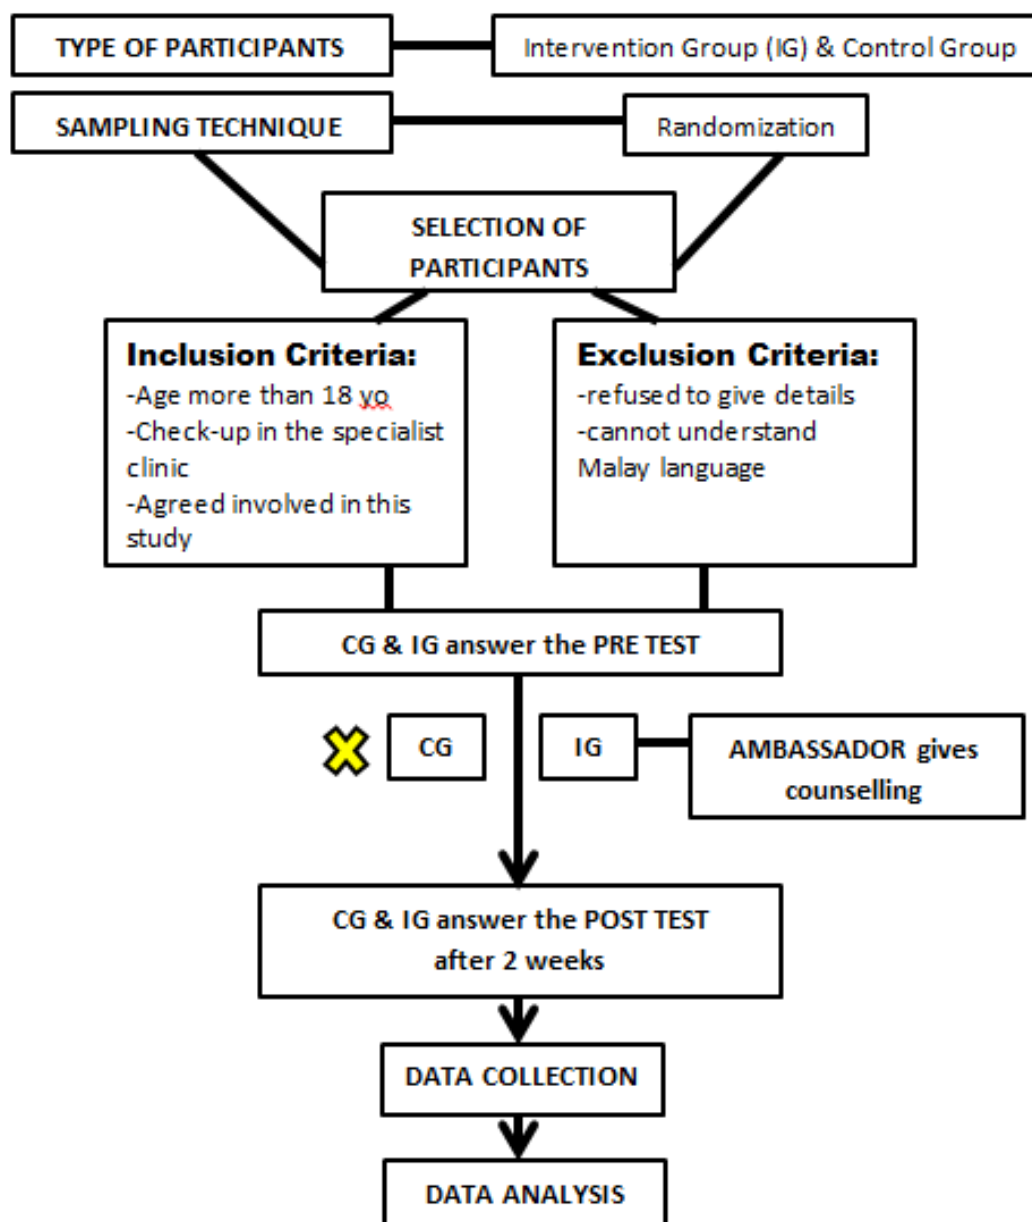 TYPE OF PARTICIPANTS
Intervention Group (IG) & Control Group
SAMPLING TECHNIQUE
Randomization
SELECTION OF
PARTICIPANTS
Inclusion Criteria:
-Age more than 18 yo
-Check-up in the specialist
clinic
-Agreed involved in this
study
Exclusion Criteria:
-refused to give details
-cannot understand
Malay language
CG & IG answer the PRE TEST
CG
IG
AMBASSADOR gives
counselling
CG & IG answer the POST TEST
after 2 weeks
DATA COLLECTION
DATA ANALYSIS